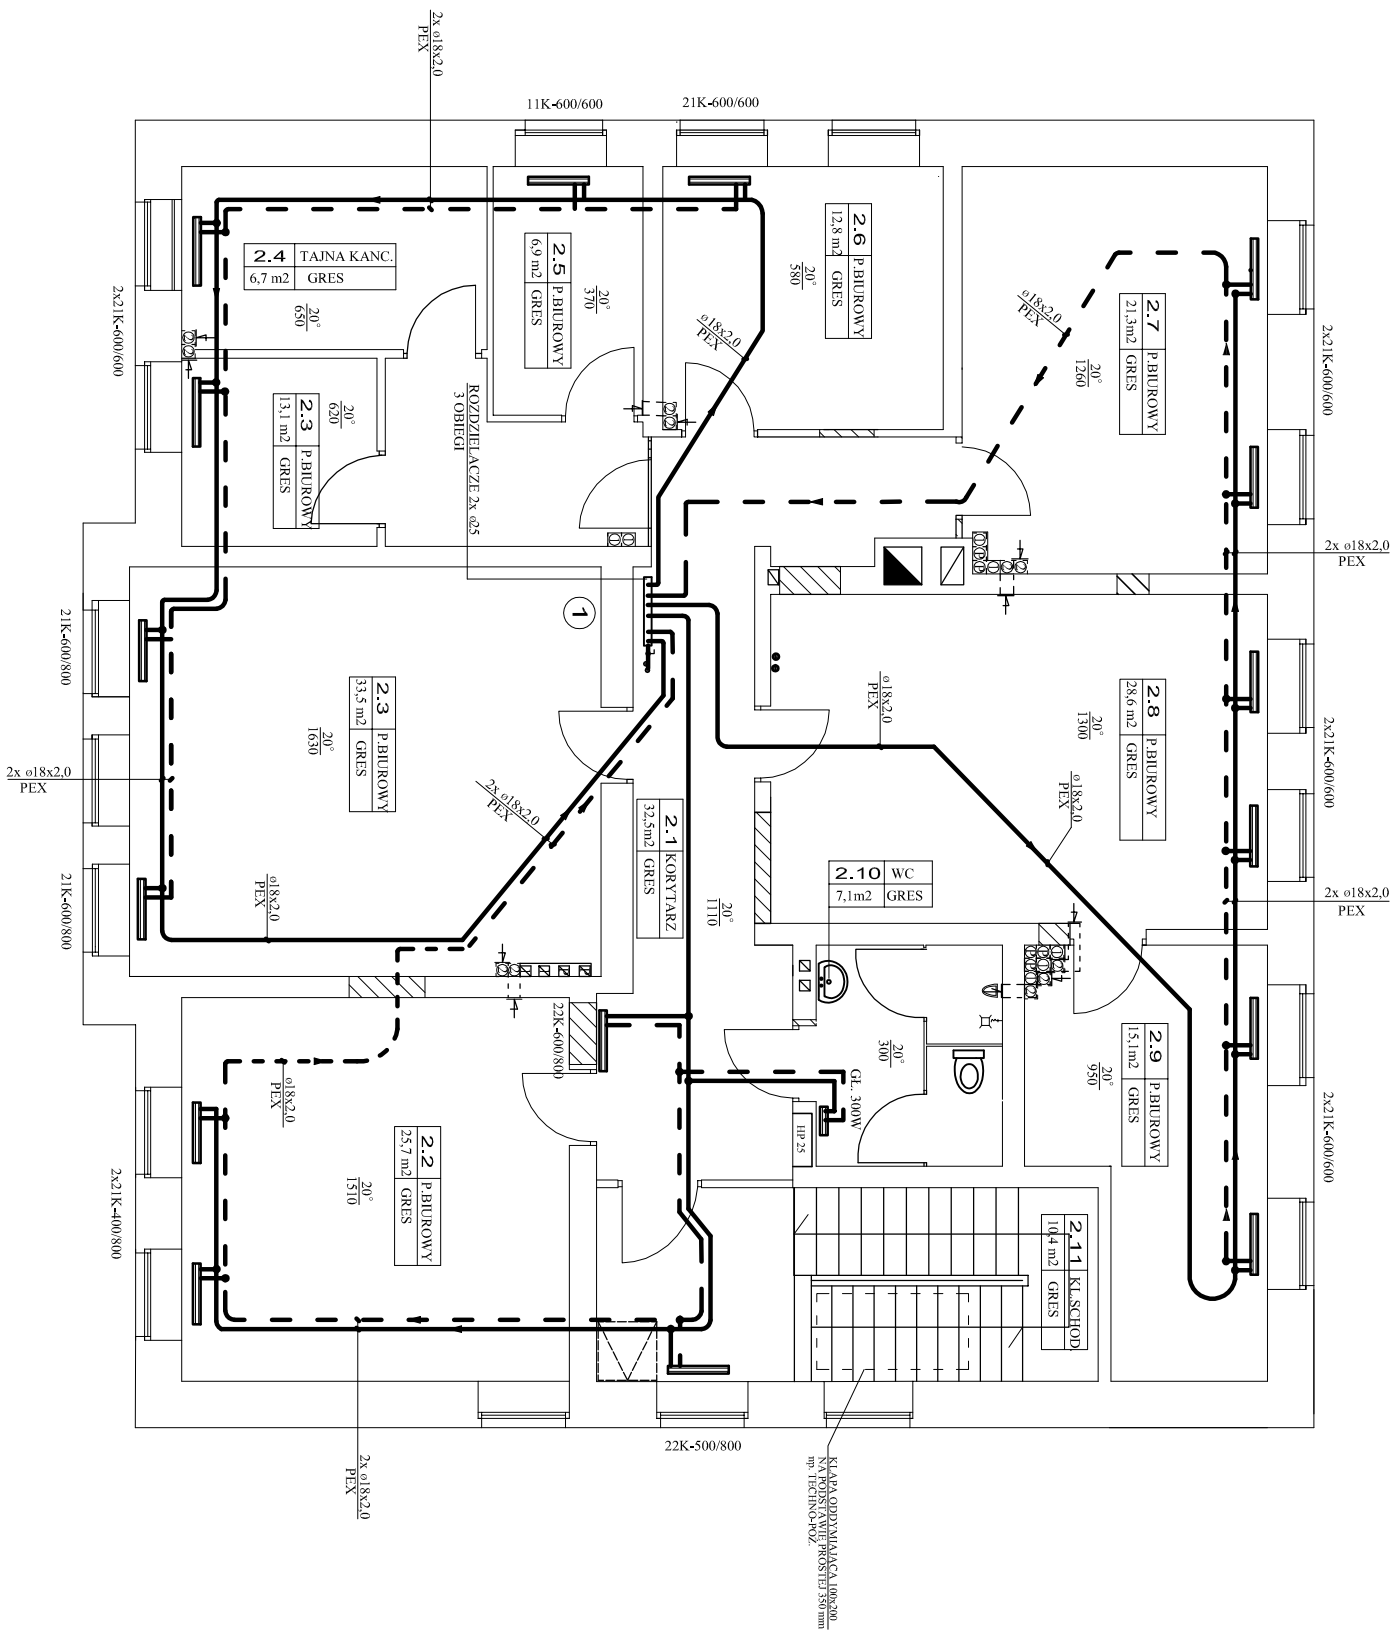 2x ø18x2,0
PEX
11K-600/600
21K-600/600
2.4 TAJNA KANC.
6,7 m2 GRES
20°
650
2.5 P.BIUROWY
6,9 m2 GRES
20°
370
2.6 P.BIUROWY
12,8 m2 GRES
20°
580
2.7 P.BIUROWY
21,3m2 GRES
20°
1260
ø18x2,0
PEX
ø18x2,0
PEX
2x21K-600/600
2x21K-600/600
2.3 P.BIUROWY
13,1 m2 GRES
20°
620
ROZDZIELACZE 2x ø25
3 OBIEGI
2x ø18x2,0
PEX
1
21K-600/800
2.3 P.BIUROWY
33,5 m2 GRES
20°
1630
ø18x2,0
PEX
2.8 P.BIUROWY
28,6 m2 GRES
20°
1300
2x21K-600/600
2x ø18x2,0
PEX
2x ø18x2,0
PEX
ø18x2,0
PEX
2.1 KORYTARZ
32,5m2 GRES
20°
1110
2.10 WC
7,1m2 GRES
21K-600/800
ø18x2,0
PEX
2x ø18x2,0
PEX
22K-600/800
20°
300
GŁ. 300W
HP 25
2.9 P.BIUROWY
15,1m2 GRES
20°
950
2x21K-600/600
ø18x2,0
PEX
2.2 P.BIUROWY
25,7 m2 GRES
20°
1510
2x21K-400/800
2.11 KL.SCHOD.
10,4 m2 GRES
22K-500/800
2x ø18x2,0
PEX
KLAPA ODDYMIAJĄCA 100x200
NA PODSTAWIE PROSTEJ 350 mm
np. TECHNO-POŻ.